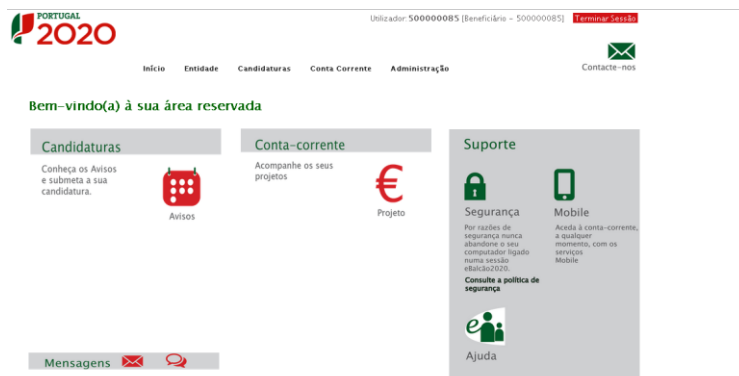 PORTUGAL
2020
Utilizador: 500000085 [Beneficiário - 500000085] Terminar Sessão
Contacte-nos
Início Entidade Candidaturas Conta Corrente Administração
Bem-vindo(a) à sua área reservada
Candidaturas
Conheça os Avisos
e submeta a sua
candidatura.
Avisos
Conta-corrente
Acompanhe os seus
projetos
€
Projeto
Suporte
Segurança
Por razões de
segurança nunca
abandone o seu
computador ligado
numa sessão
eBalcão2020.
Consulte a política de
segurança
Mobile
Aceda à conta-corrente,
a qualquer
momento, com os
serviços
Mobile
e
Ajuda
Mensagens